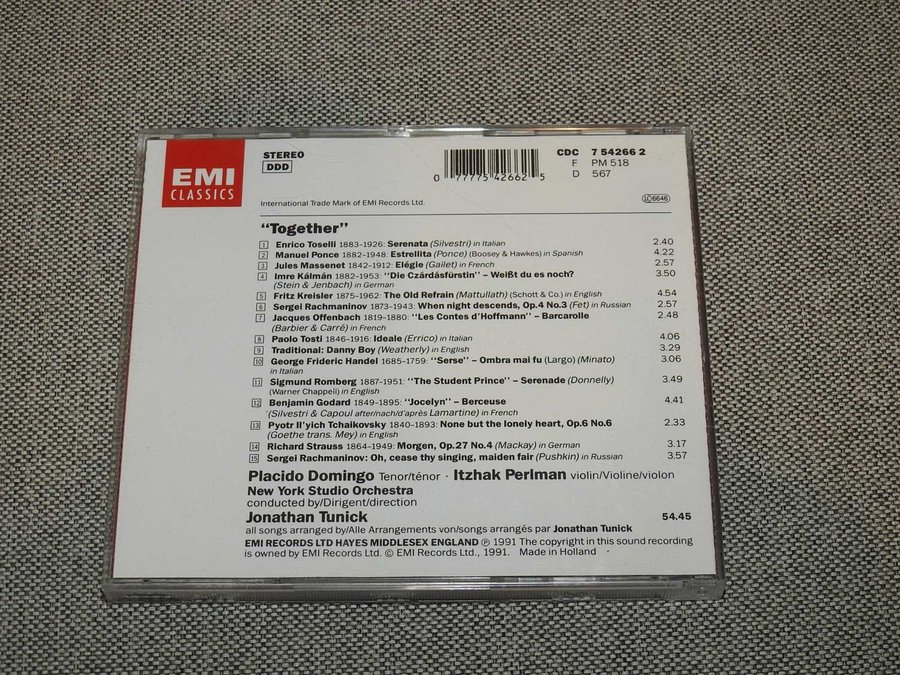 EMI
CLASSICS
STEREO
DDD
0 77775 42662 5
CDC 7 54266 2
F PM 518
D 567
International Trade Mark of EMI Records Ltd.
6646
“Together”
1 Enrico Toselli 1883-1926: Serenata (Silvestri) in Italian 2.40
2 Manuel Ponce 1882-1948: Estrellita (Ponce) (Boosey & Hawkes) in Spanish 4.22
3 Jules Massenet 1842-1912: Elégie (Gallet) in French 2.57
4 Imre Kálmán 1882-1953: “Die Czárdásfürstin” – Weißt du es noch? 3.50
(Stein & Jenbach) in German
5 Fritz Kreisler 1875-1962: The Old Refrain (Mattullath) (Schott & Co.) in English 4.54
6 Sergei Rachmaninov 1873-1943: When night descends, Op.4 No.3 (Fet) in Russian 2.57
7 Jacques Offenbach 1819-1880: “Les Contes d’Hoffmann” – Barcarolle 2.48
(Barbier & Carré) in French
8 Paolo Tosti 1846-1916: Ideale (Errico) in Italian 4.06
9 Traditional: Danny Boy (Weatherly) in English 3.29
10 George Frideric Handel 1685-1759: “Serse” – Ombra mai fu (Largo) (Minato) 3.06
in Italian
11 Sigmund Romberg 1887-1951: “The Student Prince” – Serenade (Donnelly) 3.49
(Warner Chappell) in English
12 Benjamin Godard 1849-1895: “Jocelyn” – Berceuse 4.41
(Silvestri & Capoul after/nach/d’après Lamartine) in French
13 Pyotr Il’yich Tchaikovsky 1840-1893: None but the lonely heart, Op.6 No.6 2.33
(Goethe trans. Mey) in English
14 Richard Strauss 1864-1949: Morgen, Op.27 No.4 (Mackay) in German 3.17
15 Sergei Rachmaninov: Oh, cease thy singing, maiden fair (Pushkin) in Russian 3.57
Placido Domingo Tenor/ténor · Itzhak Perlman violin/Violine/violon
New York Studio Orchestra
conducted by/Dirigent/direction
Jonathan Tunick 54.45
all songs arranged by/Alle Arrangements von/songs arrangés par Jonathan Tunick
EMI RECORDS LTD HAYES MIDDLESEX ENGLAND ℗ 1991 The copyright in this sound recording
is owned by EMI Records Ltd. © EMI Records Ltd., 1991. Made in Holland